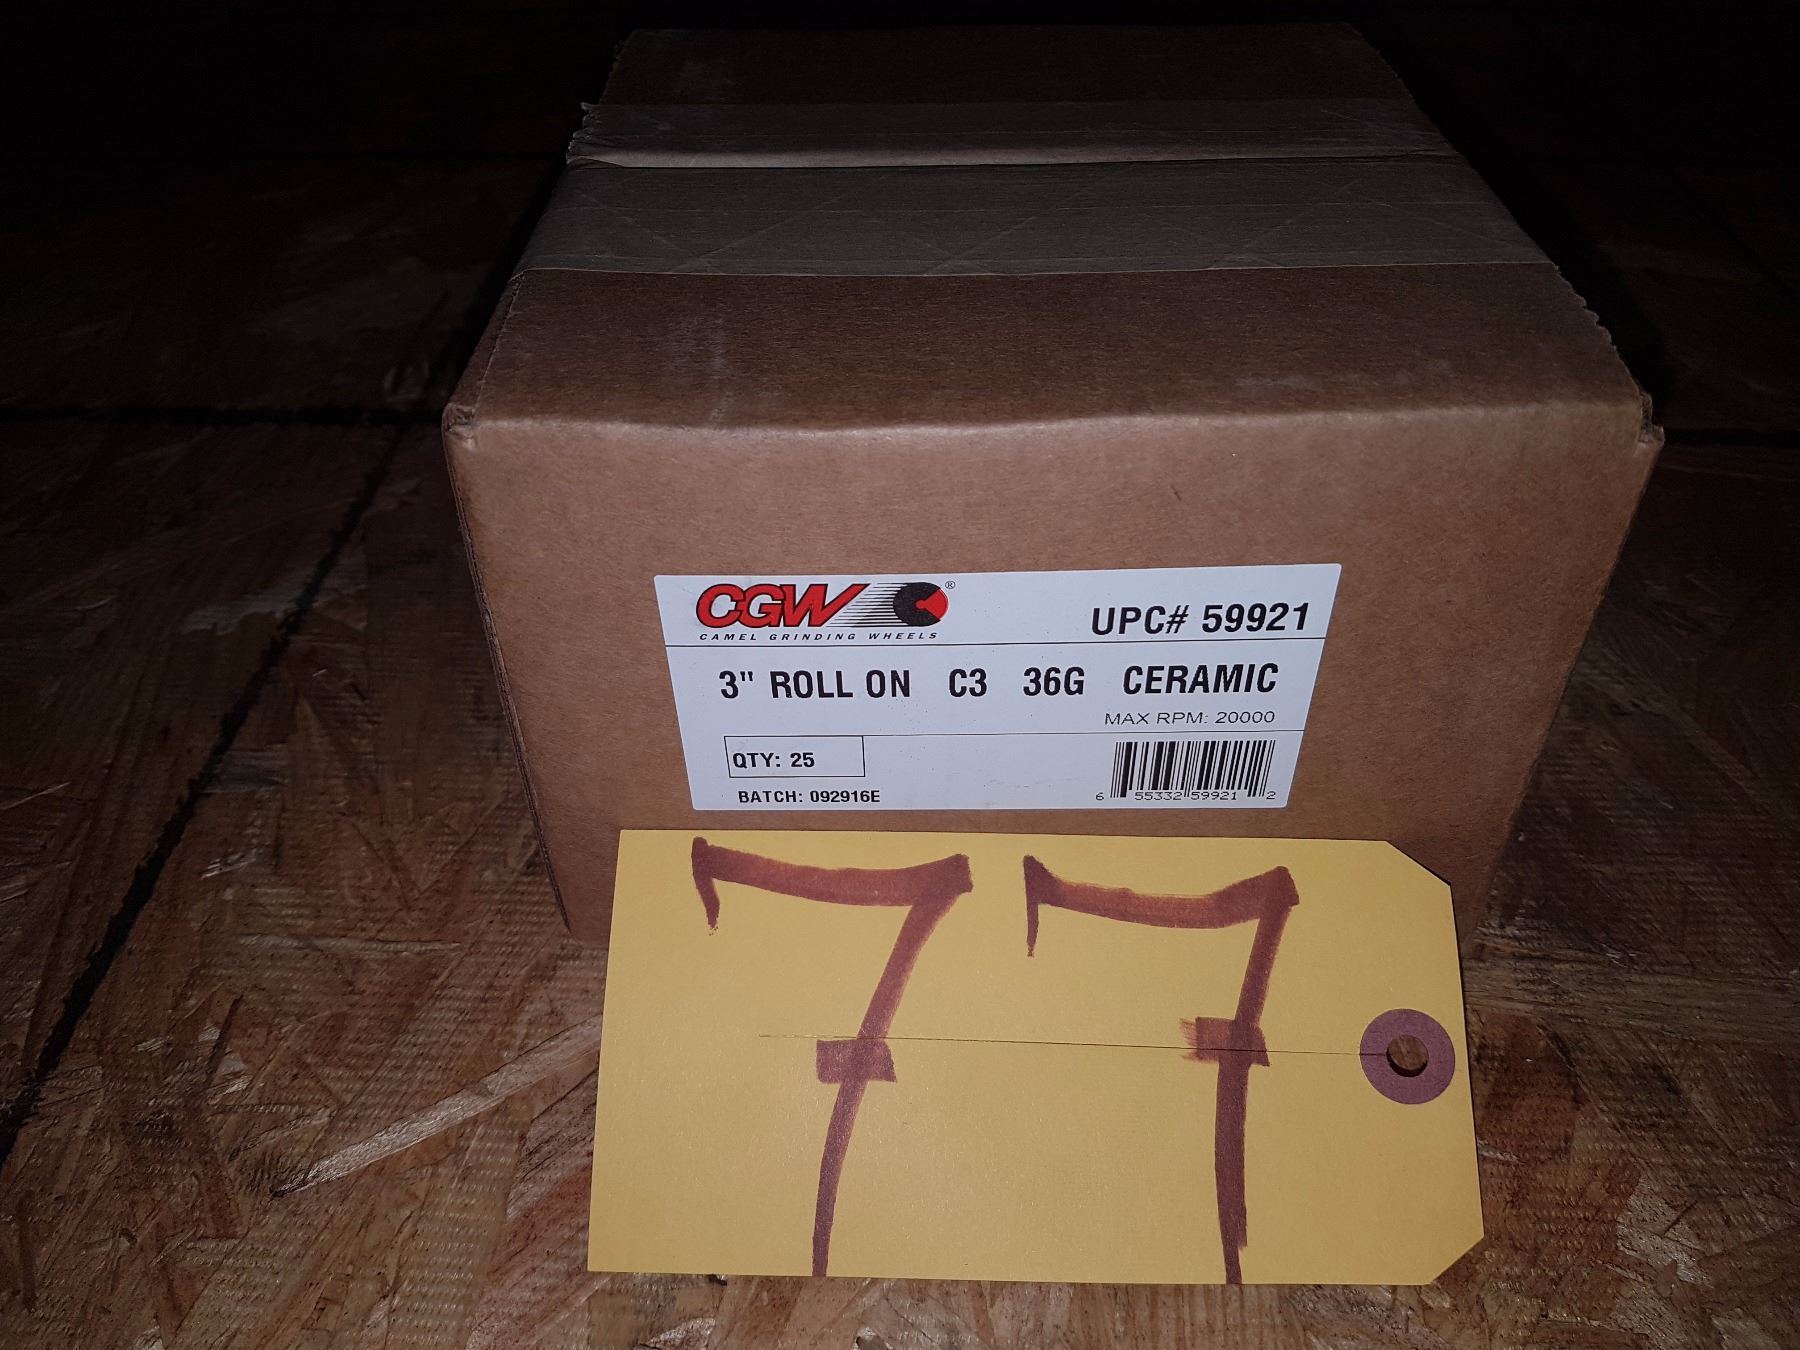 CGW ®
CAMEL GRINDING WHEELS
UPC# 59921
3" ROLL ON C3 36G CERAMIC
MAX RPM: 20000
QTY: 25
BATCH: 092916E
6 55332 59921 2
77